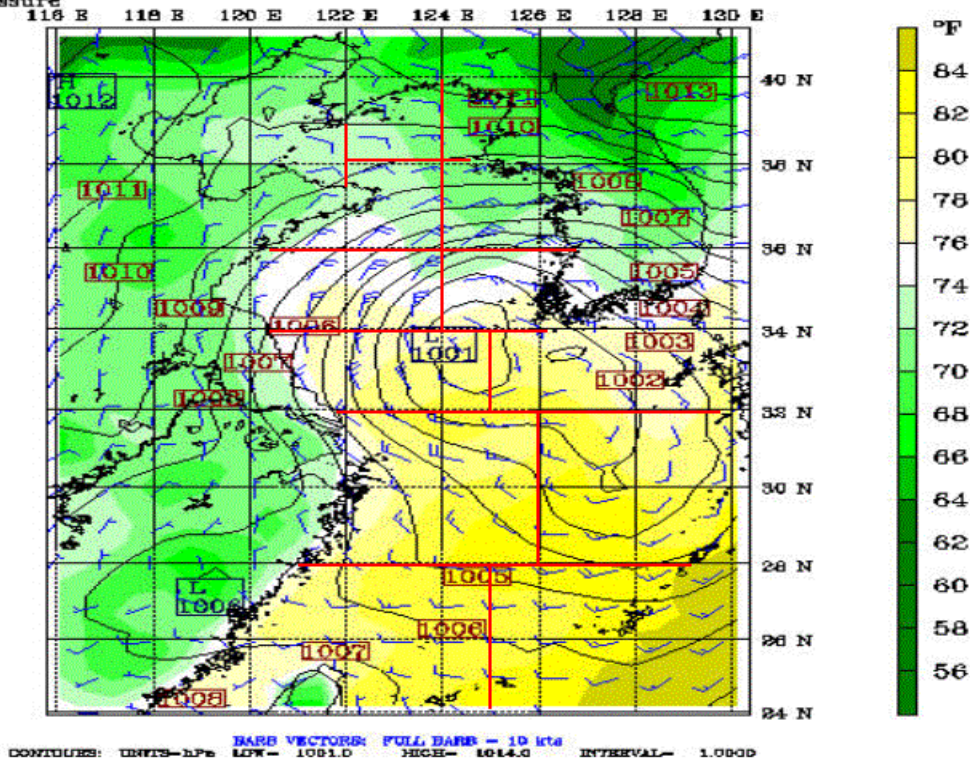 ssure
116 E 118 E 120 E 122 E 124 E 126 E 128 E 130 E
°F
84
H
1012
40 N
1011
1013
82
1010
80
38 N
1011
1008
78
1007
76
36 N
1010
1005
74
1009
1004
72
1006
34 N
L
1001
1003
1007
1002
70
1008
32 N
68
66
30 N
64
62
28 N
1005
L
60
1006
58
26 N
1007
56
1008
24 N
BARB VECTORS: FULL BARB = 10 kts
CONTOURS: UNITS=hPa LOW= 1001.0 HIGH= 1014.0 INTERVAL= 1.0000